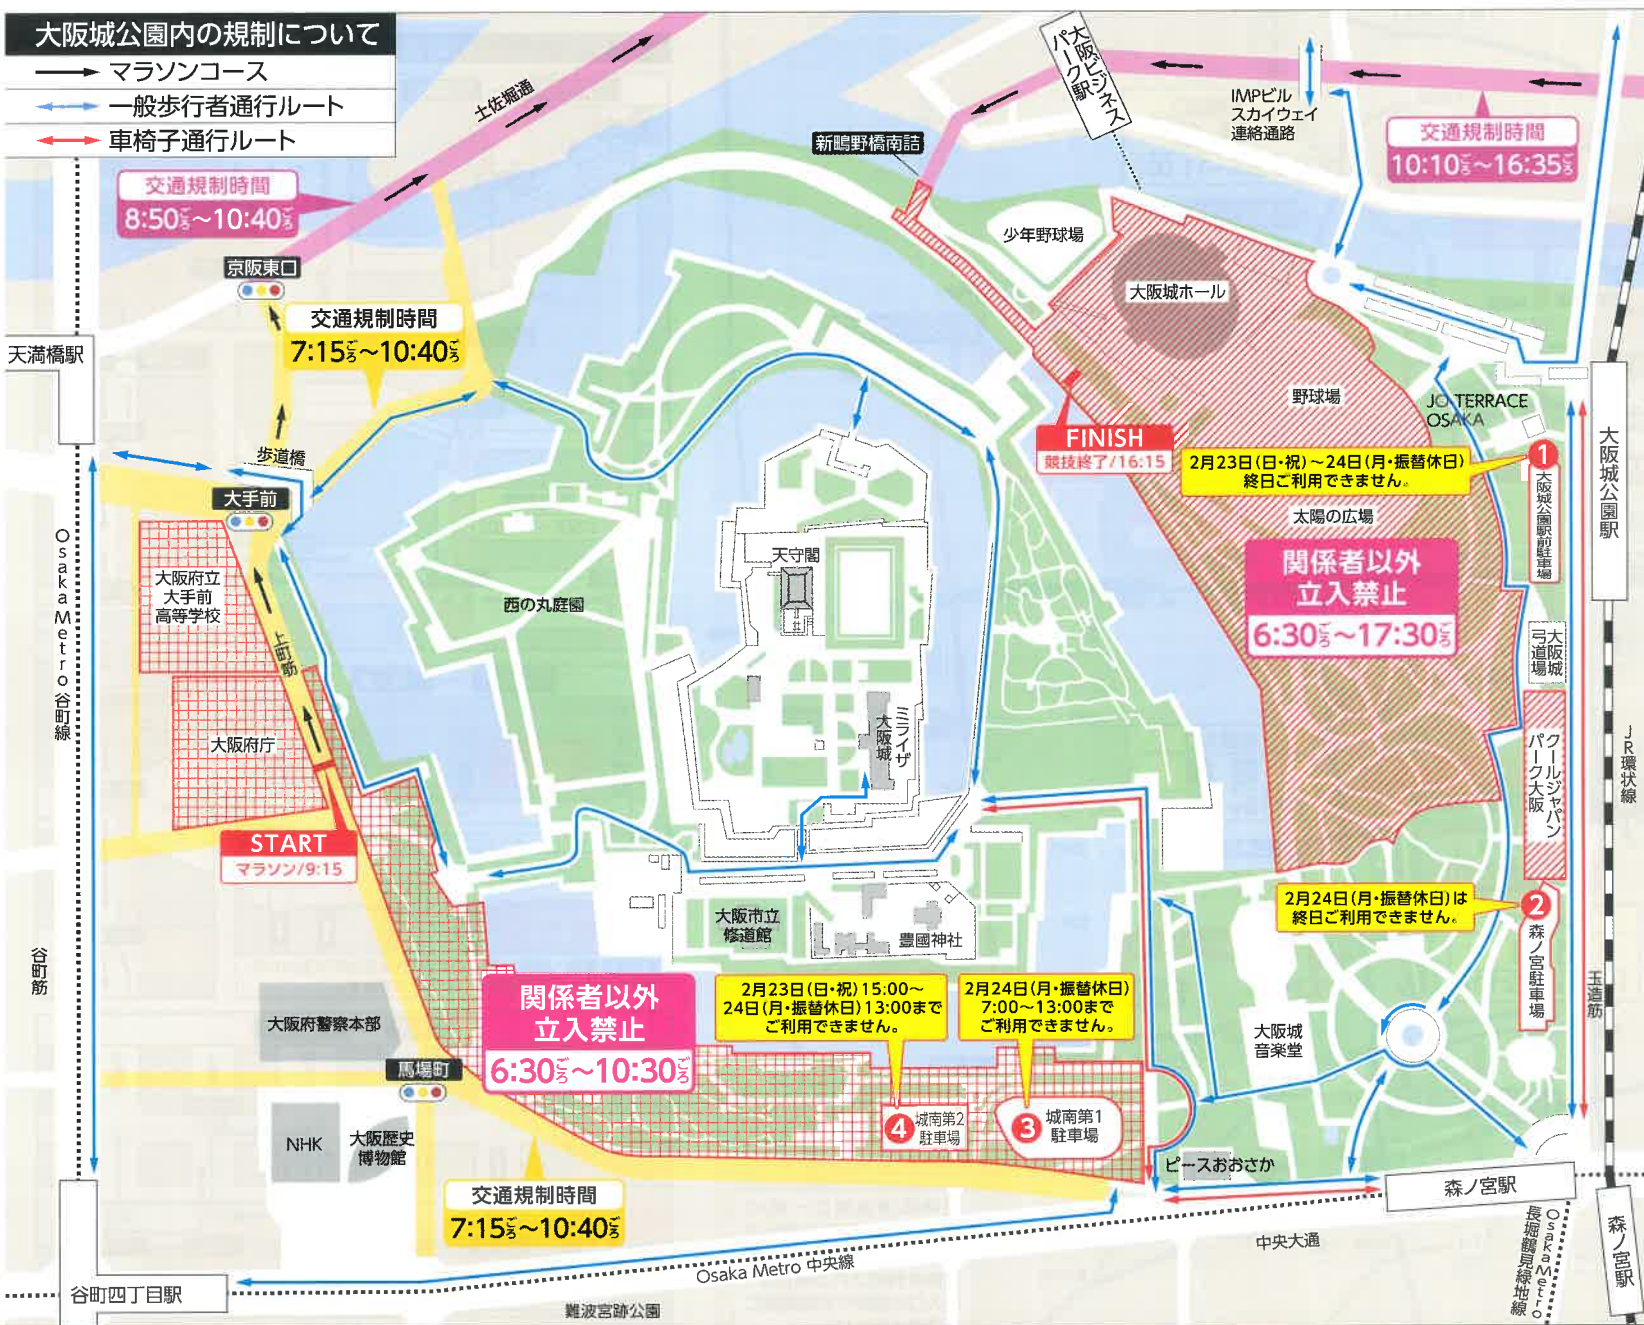 大阪城公園内の規制について
マラソンコース
一般歩行者通行ルート
車椅子通行ルート
土佐堀通
大阪ビジネス
パーク駅
新鴫野橋南詰
IMPビル
スカイウェイ
連絡通路
交通規制時間
10:10ごろ～16:35ごろ
交通規制時間
8:50ごろ～10:40ごろ
京阪東口
交通規制時間
7:15ごろ～10:40ごろ
天満橋駅
少年野球場
大阪城ホール
野球場
JO-TERRACE
OSAKA
歩道橋
大手前
FINISH
競技終了/16:15
2月23日(日・祝)～24日(月・振替休日)
終日ご利用できません。
1
大阪城公園駅前駐車場
大阪城公園駅
太陽の広場
関係者以外
立入禁止
6:30ごろ～17:30ごろ
Osaka Metro 谷町線
大阪府立
大手前
高等学校
上町筋
西の丸庭園
天守閣
大阪城
弓道場
大阪府庁
ミライザ
大阪城
クールジャパン
パーク大阪
JR環状線
START
マラソン/9:15
2月24日(月・振替休日)は
終日ご利用できません。
2
森ノ宮駐車場
大阪市立
修道館
豊國神社
谷町筋
玉造筋
大阪府警察本部
関係者以外
立入禁止
6:30ごろ～10:30ごろ
2月23日(日・祝)15:00～
24日(月・振替休日)13:00まで
ご利用できません。
2月24日(月・振替休日)
7:00～13:00まで
ご利用できません。
大阪城
音楽堂
馬場町
NHK
大阪歴史
博物館
4
城南第2
駐車場
3
城南第1
駐車場
ピースおおさか
交通規制時間
7:15ごろ～10:40ごろ
森ノ宮駅
森ノ宮駅
Osaka Metro
長堀鶴見緑地線
中央大通
Osaka Metro 中央線
谷町四丁目駅
難波宮跡公園